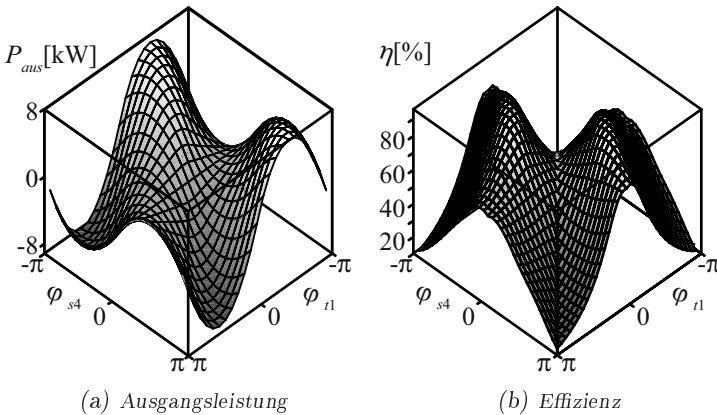 P_aus[kW]
8
0
-8
-π
φ_s4
0
π
π
0
φ_t1
-π
(a) Ausgangsleistung
η[%]
80
60
40
20
-π
φ_s4
0
π
π
0
φ_t1
-π
(b) Effizienz